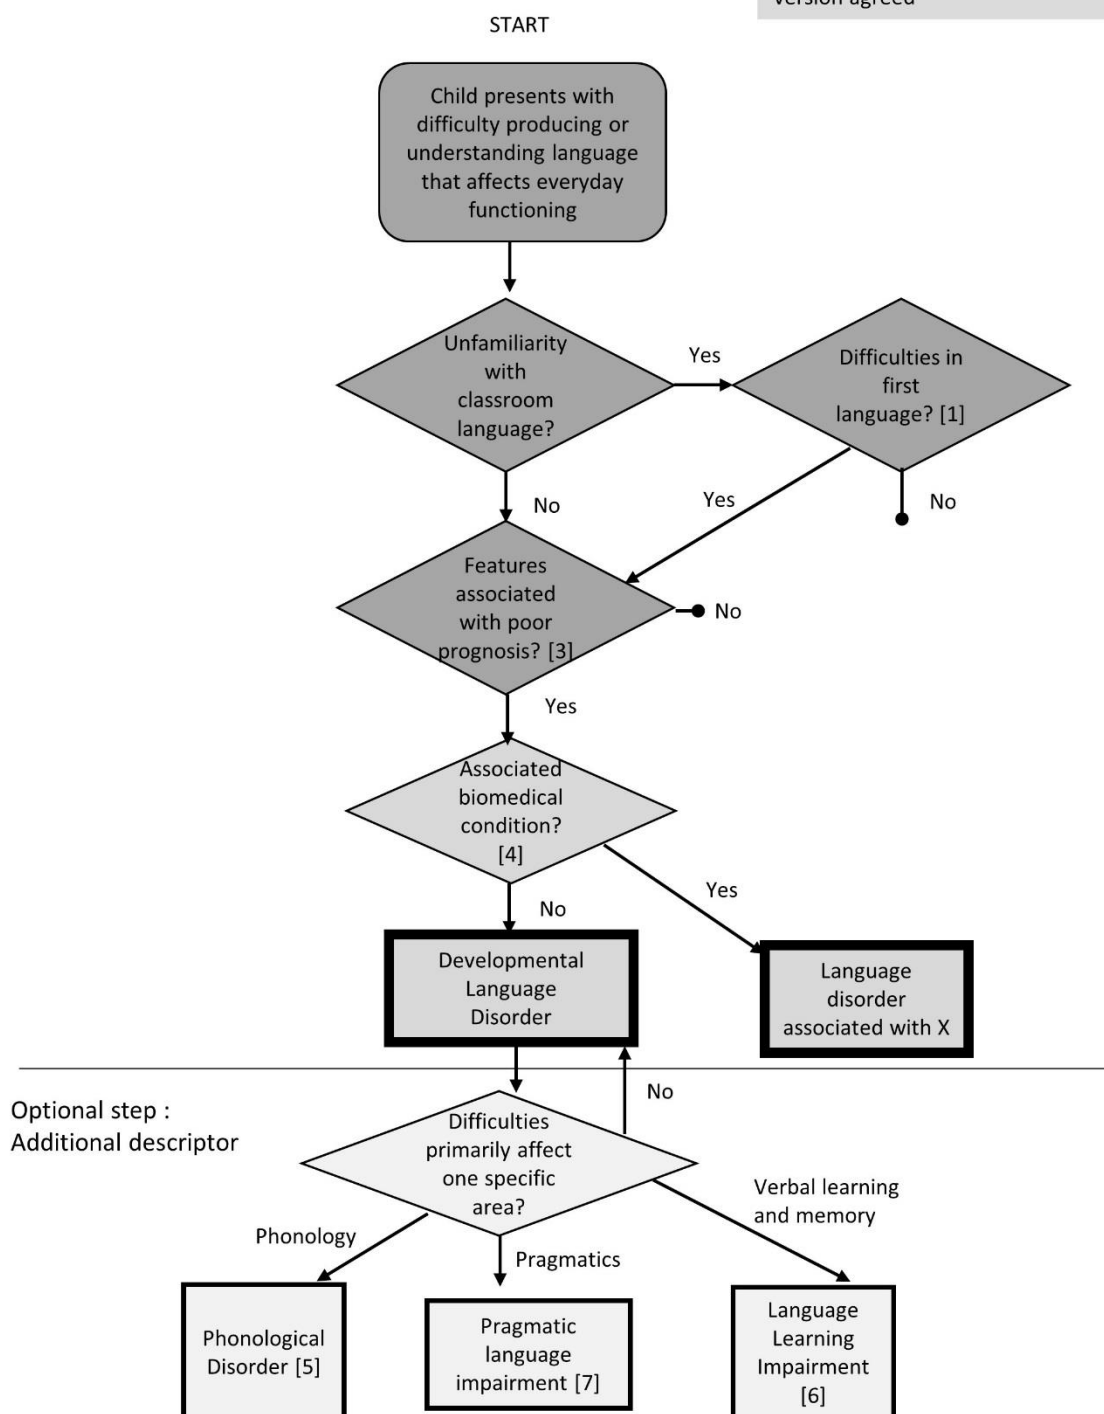 version agreed
START
Child presents with
difficulty producing or
understanding language
that affects everyday
functioning
Unfamiliarity
with
classroom
language?
Yes
Difficulties in
first
language? [1]
No
Yes
No
Features
associated
with poor
prognosis? [3]
No
Yes
Associated
biomedical
condition?
[4]
Yes
No
Developmental
Language
Disorder
Language
disorder
associated with X
No
Optional step :
Additional descriptor
Difficulties
primarily affect
one specific
area?
Verbal learning
and memory
Phonology
Pragmatics
Phonological
Disorder [5]
Pragmatic
language
impairment [7]
Language
Learning
Impairment
[6]